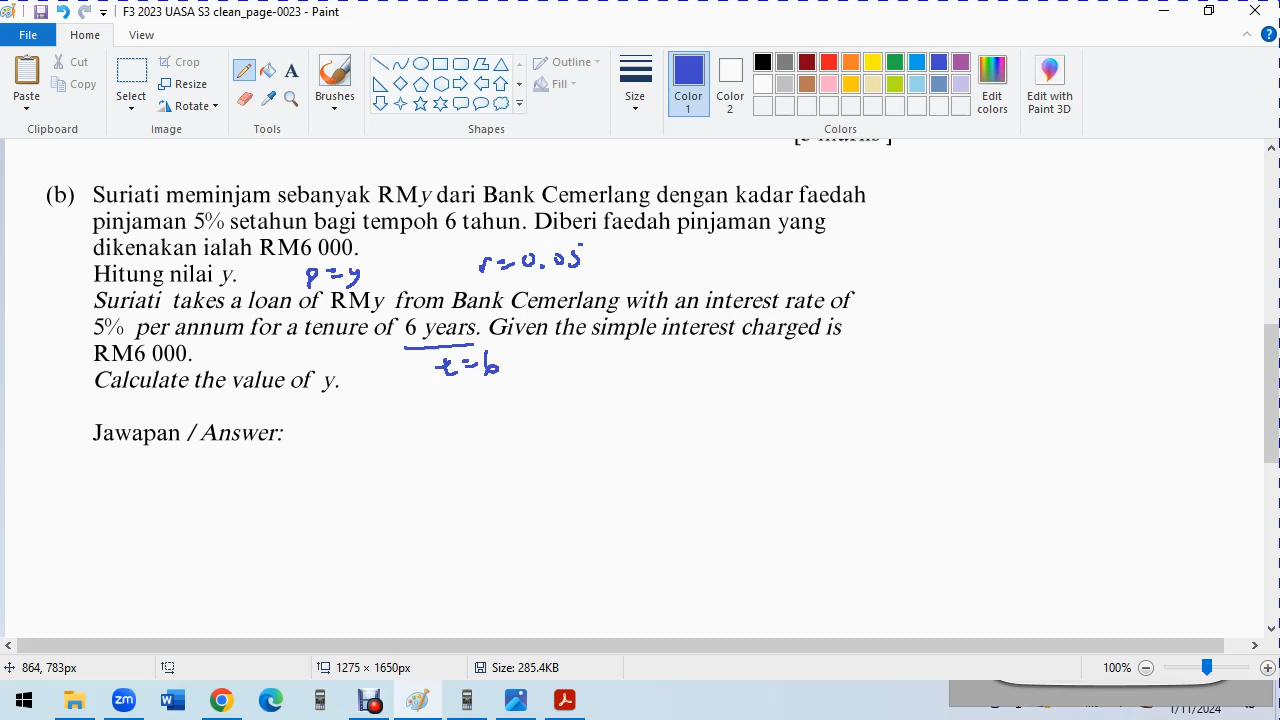 F3 2023 UASA S3 clean_page-0023 - Paint
File Home View
Paste Cut Copy
Clipboard
Select Crop Resize Rotate
Image
A
Tools
Brushes
Outline Fill
Shapes
Size
Color 1 Color 2
Edit colors
Colors
Edit with Paint 3D
(b) Suriati meminjam sebanyak RMy dari Bank Cemerlang dengan kadar faedah
pinjaman 5% setahun bagi tempoh 6 tahun. Diberi faedah pinjaman yang
dikenakan ialah RM6 000.
Hitung nilai y. p=y r=0.05
Suriati takes a loan of RMy from Bank Cemerlang with an interest rate of
5% per annum for a tenure of 6 years. Given the simple interest charged is
RM6 000. t=6
Calculate the value of y.
Jawapan / Answer:
864, 783px 1275 × 1650px Size: 285.4KB 100%
zm W
1/11/2024